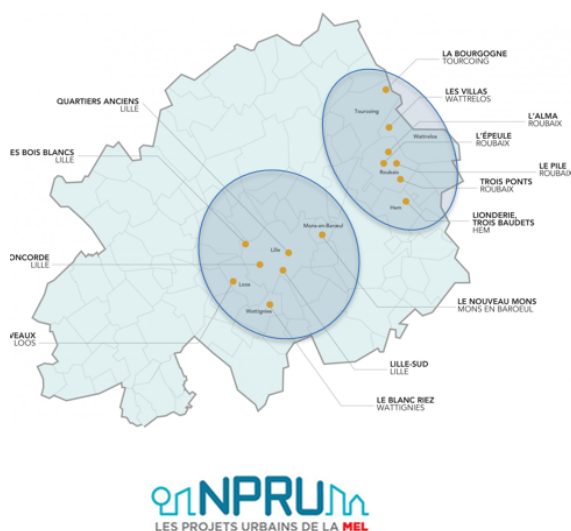 LA BOURGOGNE
TOURCOING
LES VILLAS
WATTRELOS
QUARTIERS ANCIENS
LILLE
L'ALMA
ROUBAIX
L'ÉPEULE
ROUBAIX
ES BOIS BLANCS
LILLE
LE PILE
ROUBAIX
TROIS PONTS
ROUBAIX
LIONDERIE,
TROIS BAUDETS
HEM
Tourcoing
Wattrelos
Roubaix
Hem
Mons-en-Baroeul
Lille
Loos
Wattignies
ONCORDE
LILLE
LE NOUVEAU MONS
MONS EN BAROEUL
VEAUX
LOOS
LILLE-SUD
LILLE
LE BLANC RIEZ
WATTIGNIES
NPRU
LES PROJETS URBAINS DE LA MEL